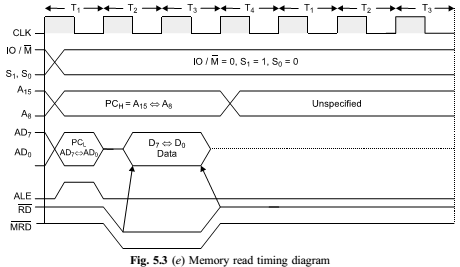 T1 T2 T3 T4 T1 T2 T3
CLK
IO / M̅
IO / M̅ = 0, S1 = 1, S0 = 0
S1, S0
A15
PCH = A15 ⇔ A8
Unspecified
A8
AD7
PCL
AD7⇔AD0
D7 ⇔ D0
Data
AD0
ALE
R̅D̅
M̅R̅D̅
Fig. 5.3 (e) Memory read timing diagram